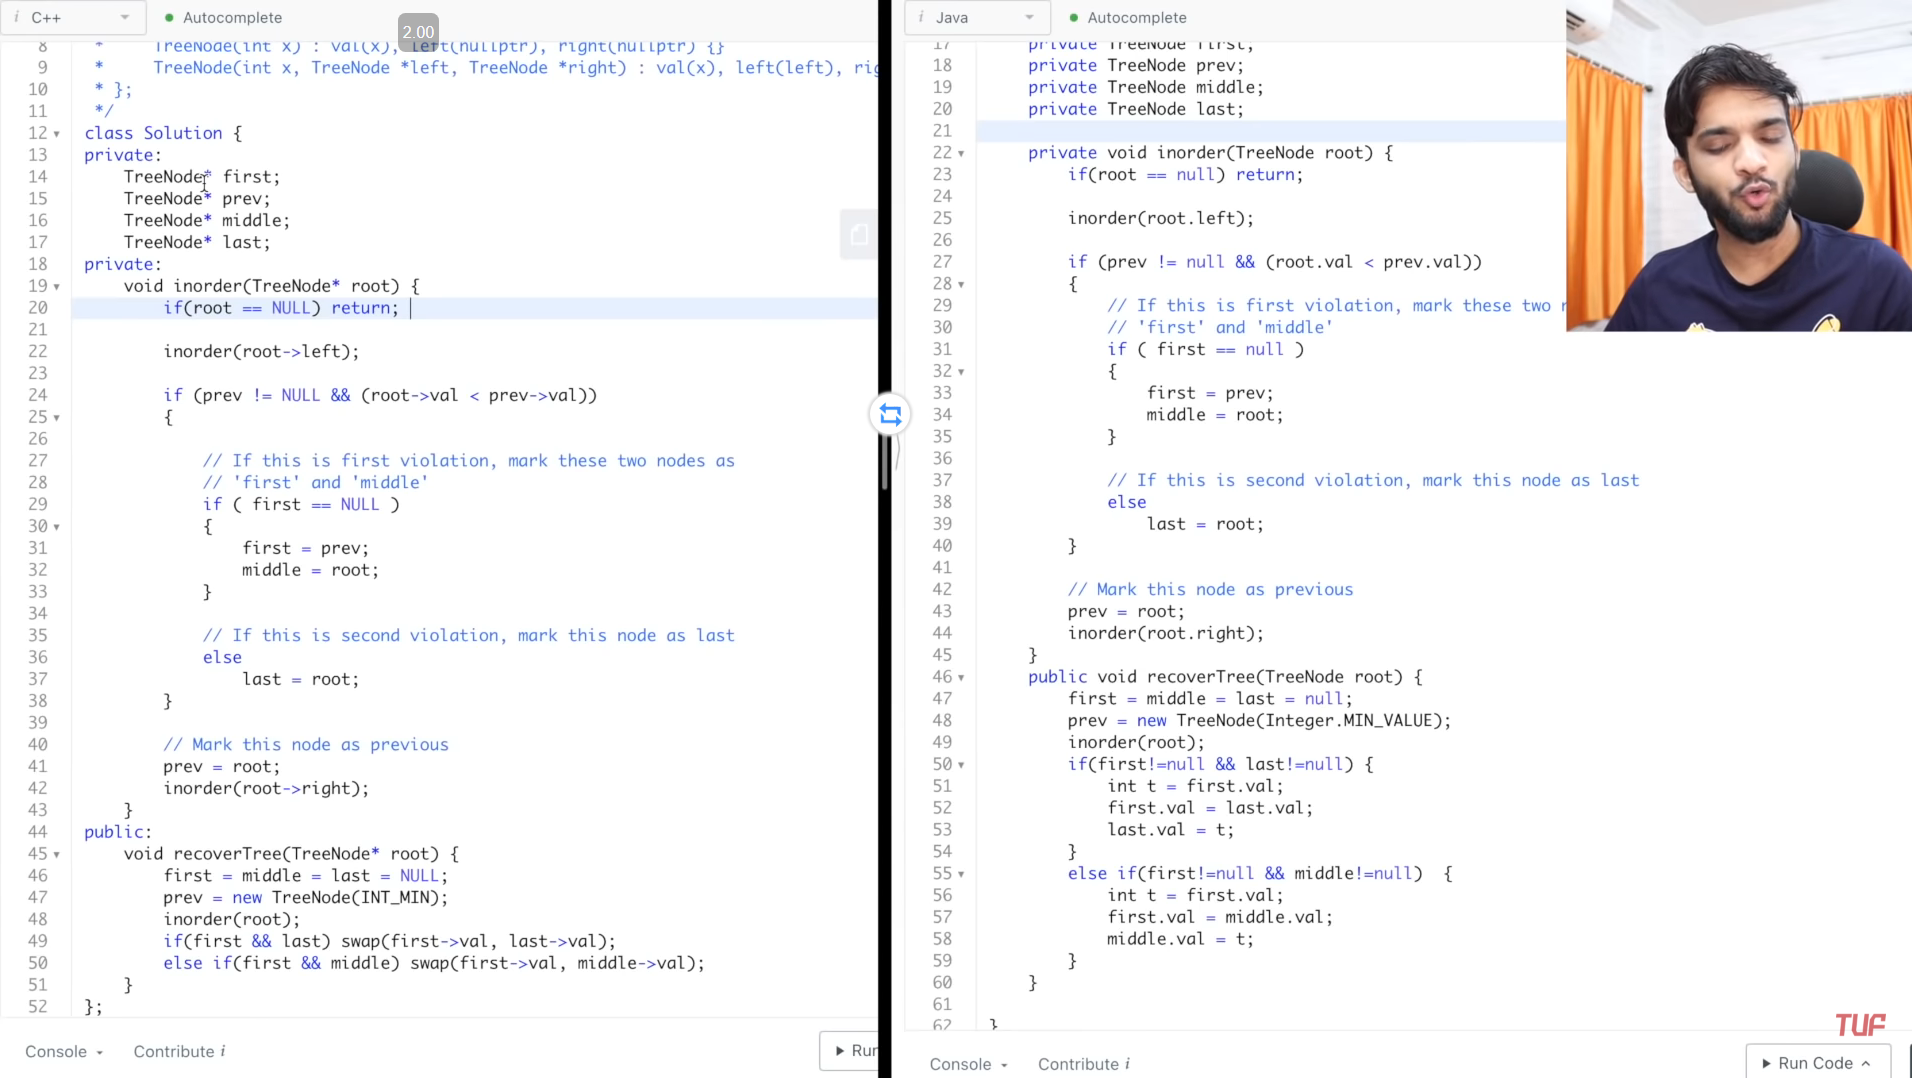 i C++ Autocomplete
2.00
8 * TreeNode(int x) : val(x), left(nullptr), right(nullptr) {}
9 * TreeNode(int x, TreeNode *left, TreeNode *right) : val(x), left(left), rig
10 * };
11 */
12 class Solution {
13 private:
14 TreeNode* first;
15 TreeNode* prev;
16 TreeNode* middle;
17 TreeNode* last;
18 private:
19 void inorder(TreeNode* root) {
20 if(root == NULL) return;
21
22 inorder(root->left);
23
24 if (prev != NULL && (root->val < prev->val))
25 {
26
27 // If this is first violation, mark these two nodes as
28 // 'first' and 'middle'
29 if ( first == NULL )
30 {
31 first = prev;
32 middle = root;
33 }
34
35 // If this is second violation, mark this node as last
36 else
37 last = root;
38 }
39
40 // Mark this node as previous
41 prev = root;
42 inorder(root->right);
43 }
44 public:
45 void recoverTree(TreeNode* root) {
46 first = middle = last = NULL;
47 prev = new TreeNode(INT_MIN);
48 inorder(root);
49 if(first && last) swap(first->val, last->val);
50 else if(first && middle) swap(first->val, middle->val);
51 }
52 };
Console Contribute i
Run
i Java Autocomplete
17 private TreeNode first;
18 private TreeNode prev;
19 private TreeNode middle;
20 private TreeNode last;
21
22 private void inorder(TreeNode root) {
23 if(root == null) return;
24
25 inorder(root.left);
26
27 if (prev != null && (root.val < prev.val))
28 {
29 // If this is first violation, mark these two
30 // 'first' and 'middle'
31 if ( first == null )
32 {
33 first = prev;
34 middle = root;
35 }
36
37 // If this is second violation, mark this node as last
38 else
39 last = root;
40 }
41
42 // Mark this node as previous
43 prev = root;
44 inorder(root.right);
45 }
46 public void recoverTree(TreeNode root) {
47 first = middle = last = null;
48 prev = new TreeNode(Integer.MIN_VALUE);
49 inorder(root);
50 if(first!=null && last!=null) {
51 int t = first.val;
52 first.val = last.val;
53 last.val = t;
54 }
55 else if(first!=null && middle!=null) {
56 int t = first.val;
57 first.val = middle.val;
58 middle.val = t;
59 }
60 }
61
62 }
TUF
Console Contribute i
Run Code